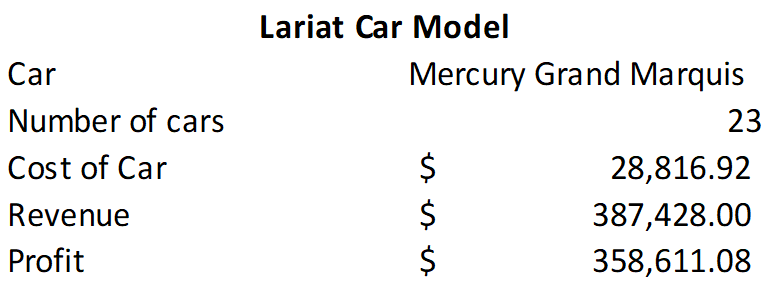 Lariat Car Model
Car Mercury Grand Marquis
Number of cars 23
Cost of Car $ 28,816.92
Revenue $ 387,428.00
Profit $ 358,611.08